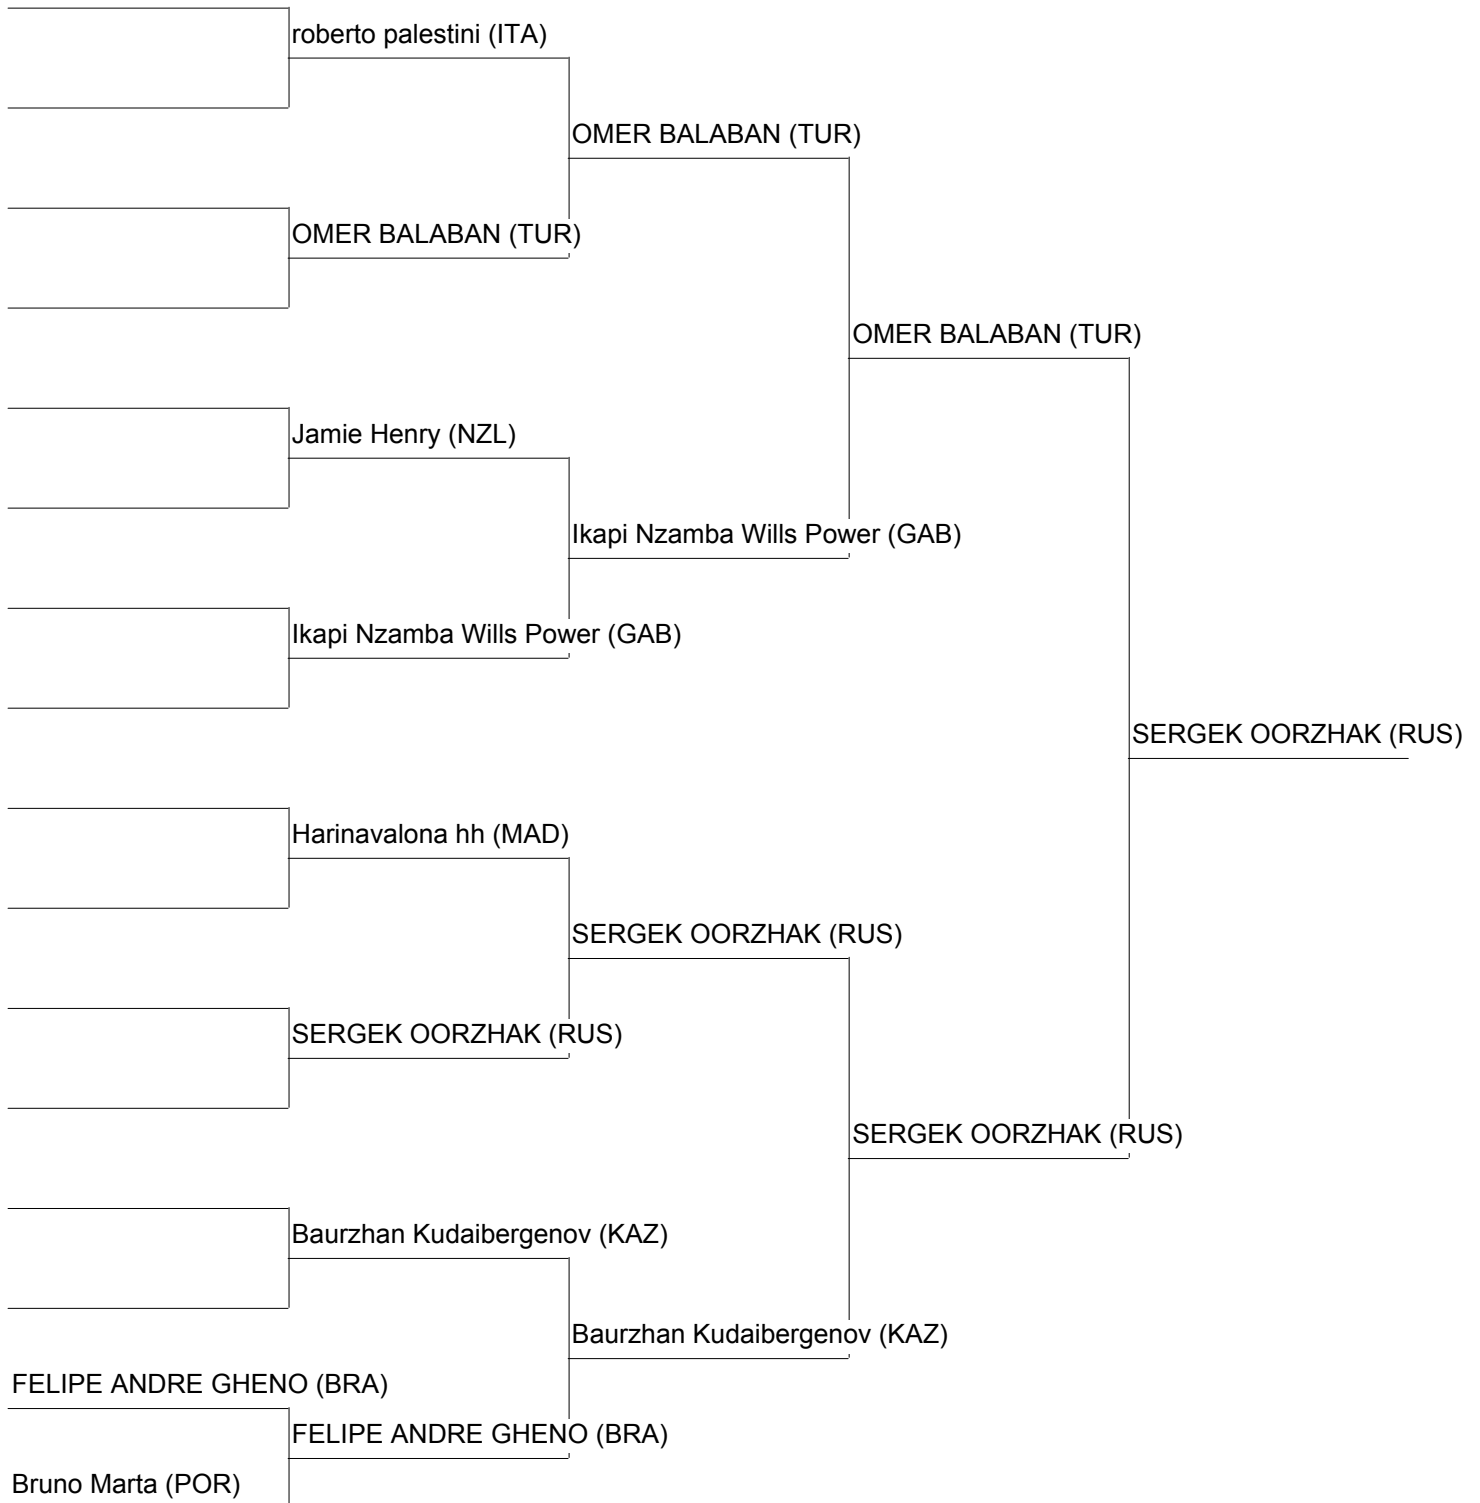 roberto palestini (ITA)
OMER BALABAN (TUR)
OMER BALABAN (TUR)
OMER BALABAN (TUR)
Jamie Henry (NZL)
Ikapi Nzamba Wills Power (GAB)
Ikapi Nzamba Wills Power (GAB)
SERGEK OORZHAK (RUS)
Harinavalona hh (MAD)
SERGEK OORZHAK (RUS)
SERGEK OORZHAK (RUS)
SERGEK OORZHAK (RUS)
Baurzhan Kudaibergenov (KAZ)
Baurzhan Kudaibergenov (KAZ)
FELIPE ANDRE GHENO (BRA)
FELIPE ANDRE GHENO (BRA)
Bruno Marta (POR)